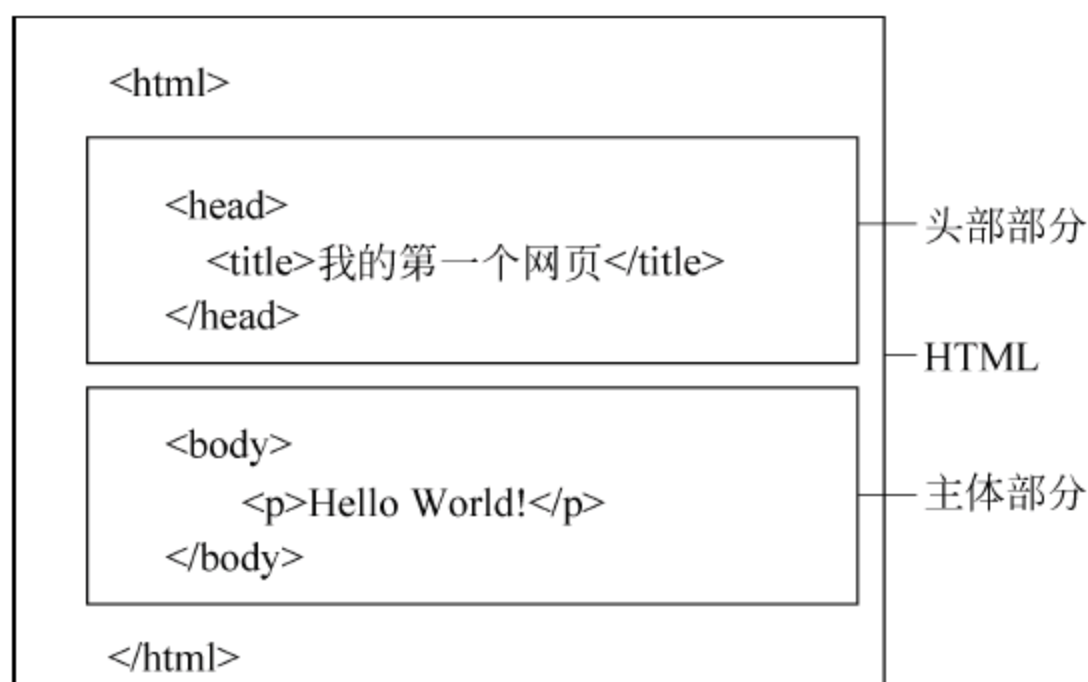 <html>
<head>
<title>我的第一个网页</title>
</head>
头部部分
HTML
<body>
<p>Hello World!</p>
</body>
主体部分
</html>